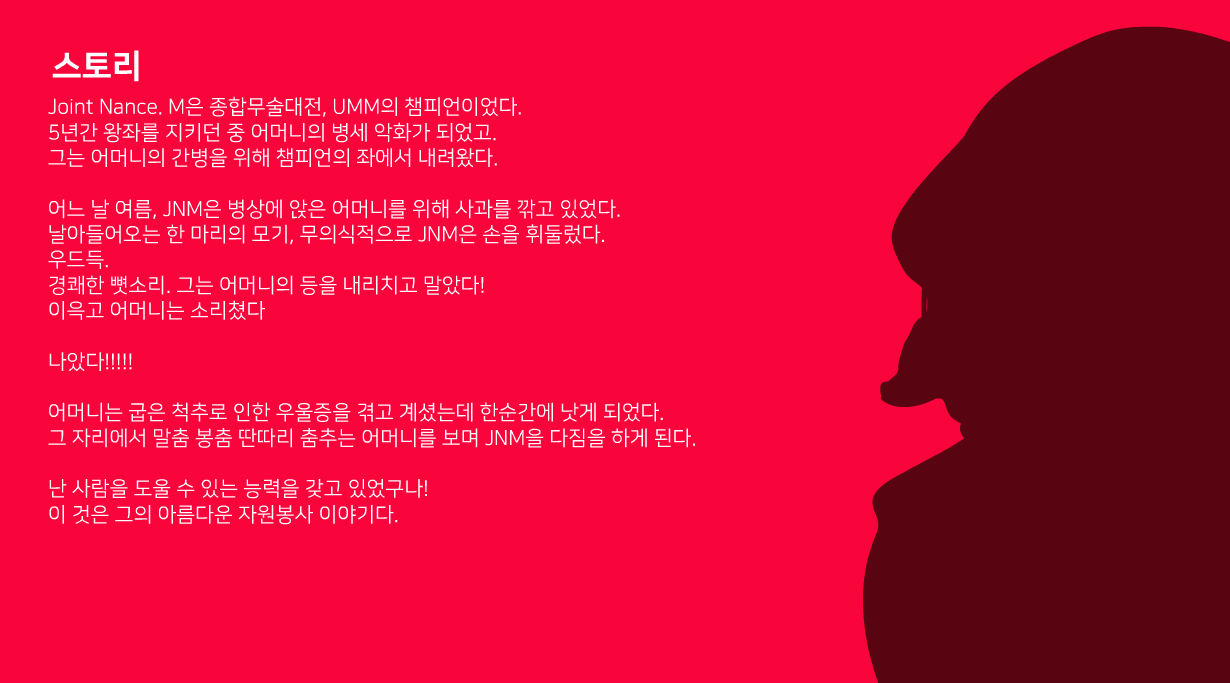 스토리
Joint Nance. M은 종합무술대전, UMM의 챔피언이었다.
5년간 왕좌를 지키던 중 어머니의 병세 악화가 되었고.
그는 어머니의 간병을 위해 챔피언의 좌에서 내려왔다.
어느 날 여름, JNM은 병상에 앉은 어머니를 위해 사과를 깎고 있었다.
날아들어오는 한 마리의 모기, 무의식적으로 JNM은 손을 휘둘렀다.
우드득.
경쾌한 뼛소리. 그는 어머니의 등을 내리치고 말았다!
이윽고 어머니는 소리쳤다
나았다!!!!!
어머니는 굽은 척추로 인한 우울증을 겪고 계셨는데 한순간에 낫게 되었다.
그 자리에서 말춤 봉춤 딴따리 춤추는 어머니를 보며 JNM을 다짐을 하게 된다.
난 사람을 도울 수 있는 능력을 갖고 있었구나!
이 것은 그의 아름다운 자원봉사 이야기다.